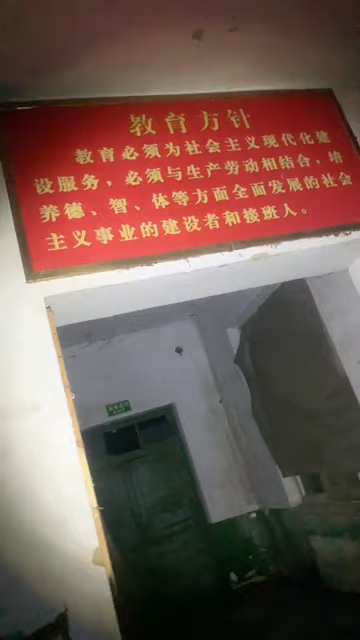 教育方针
教育必须为社会主义现代化建
设服务，必须与生产劳动相结合，培
养德、智、体等方面全面发展的社会
主义事业的建设者和接班人。